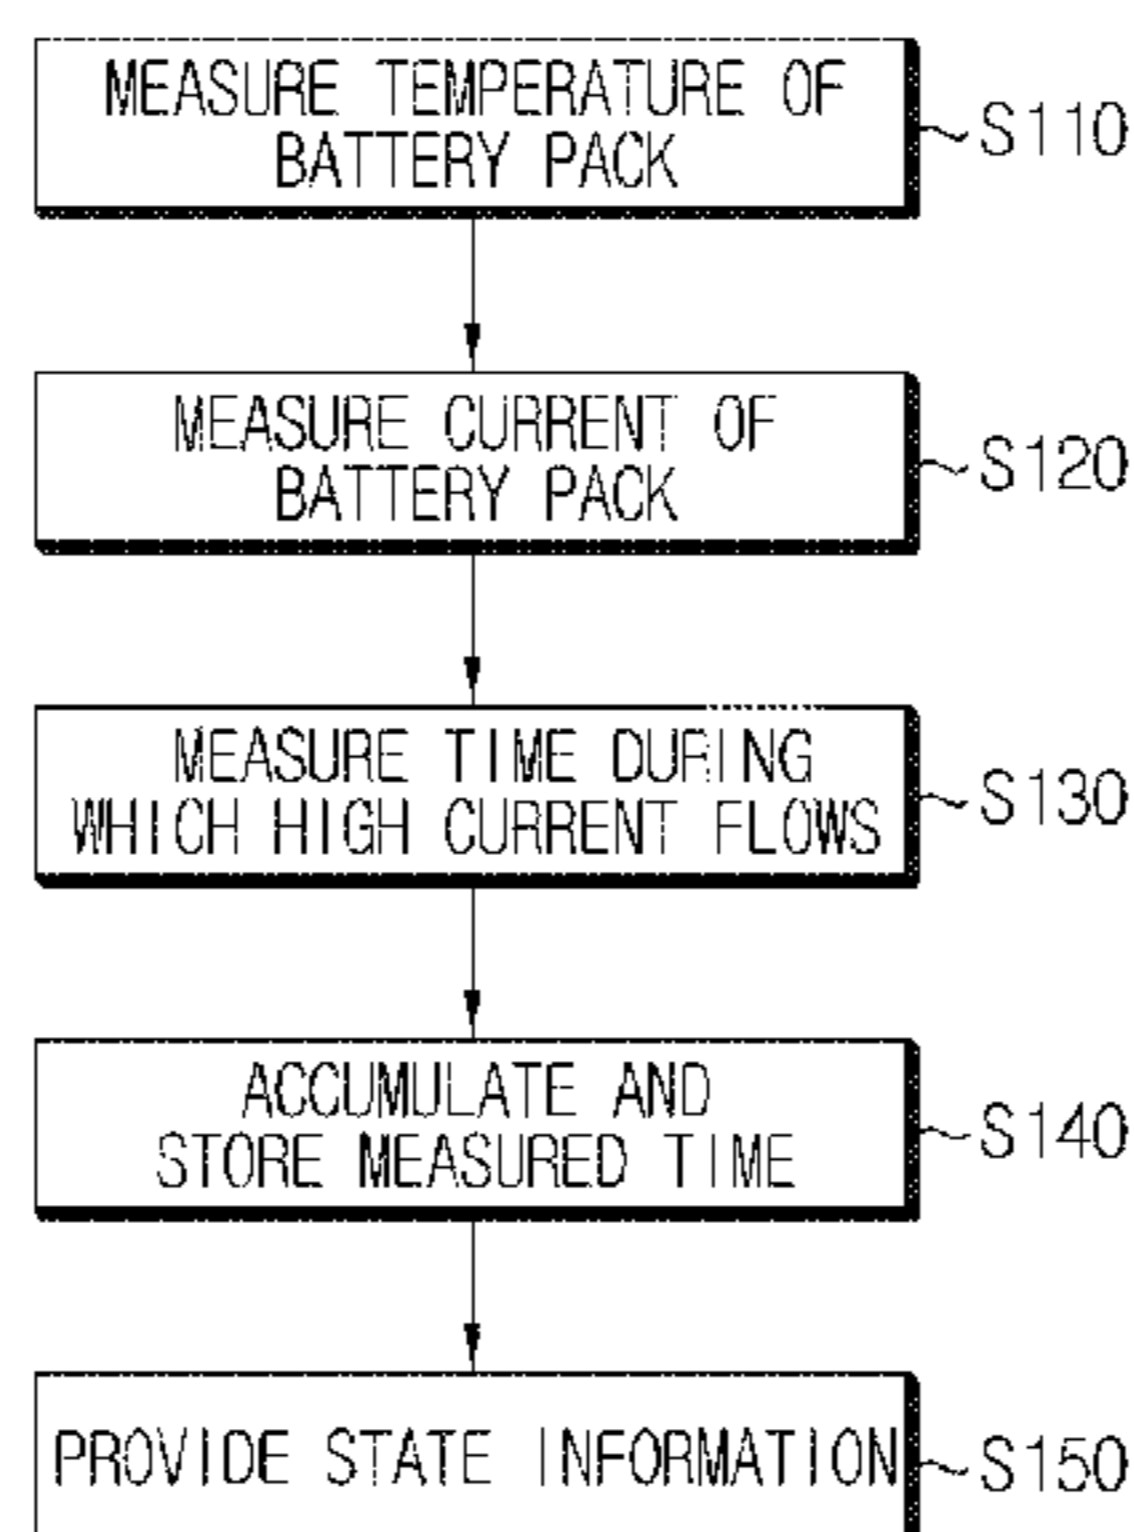 MEASURE TEMPERATURE OF
BATTERY PACK
S110
MEASURE CURRENT OF
BATTERY PACK
S120
MEASURE TIME DURING
WHICH HIGH CURRENT FLOWS
S130
ACCUMULATE AND
STORE MEASURED TIME
S140
PROVIDE STATE INFORMATION
S150